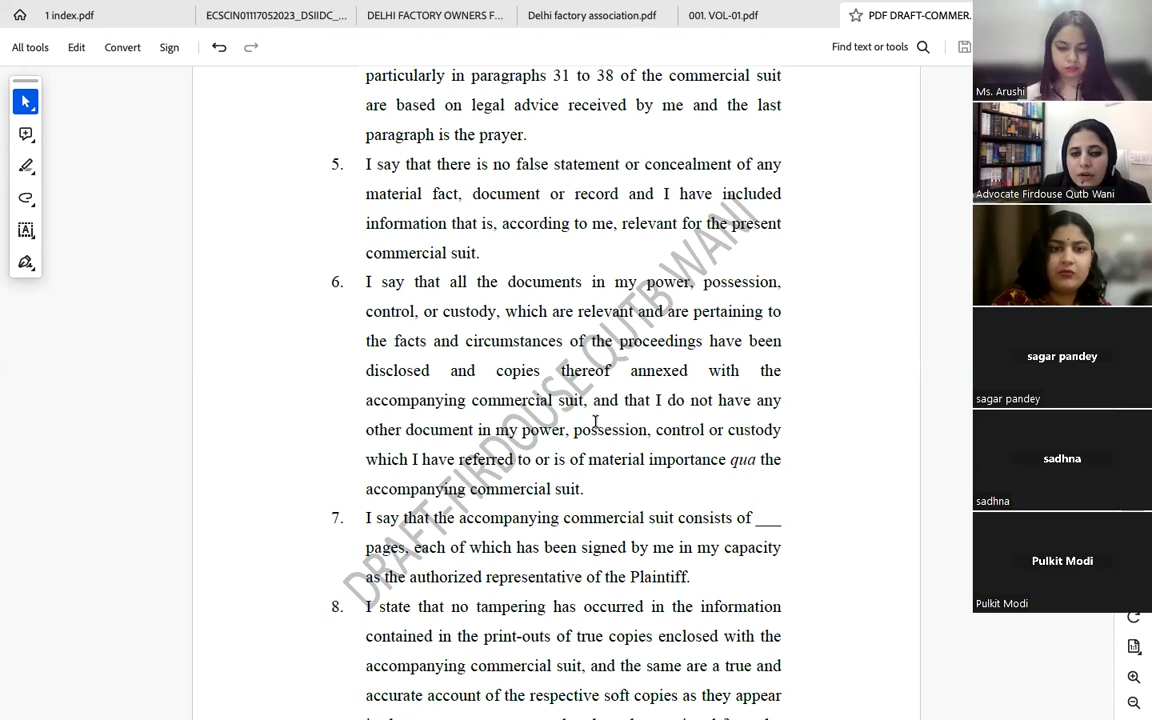 1 index.pdf
ECSCIN01117052023_DSIIDC_...
DELHI FACTORY OWNERS F...
Delhi factory association.pdf
001. VOL-01.pdf
PDF DRAFT-COMMER.
All tools
Edit
Convert
Sign
Find text or tools
particularly in paragraphs 31 to 38 of the commercial suit
are based on legal advice received by me and the last
paragraph is the prayer.
5. I say that there is no false statement or concealment of any
material fact, document or record and I have included
information that is, according to me, relevant for the present
commercial suit.
6. I say that all the documents in my power, possession,
control, or custody, which are relevant and are pertaining to
the facts and circumstances of the proceedings have been
disclosed and copies thereof annexed with the
accompanying commercial suit, and that I do not have any
other document in my power, possession, control or custody
which I have referred to or is of material importance qua the
accompanying commercial suit.
7. I say that the accompanying commercial suit consists of ___
pages, each of which has been signed by me in my capacity
as the authorized representative of the Plaintiff.
8. I state that no tampering has occurred in the information
contained in the print-outs of true copies enclosed with the
accompanying commercial suit, and the same are a true and
accurate account of the respective soft copies as they appear
DRAFT-FIRDOUSE QUTB WANI
Ms. Arushi
Advocate Firdouse Qutb Wani
sagar pandey
sagar pandey
sadhna
sadhna
Pulkit Modi
Pulkit Modi